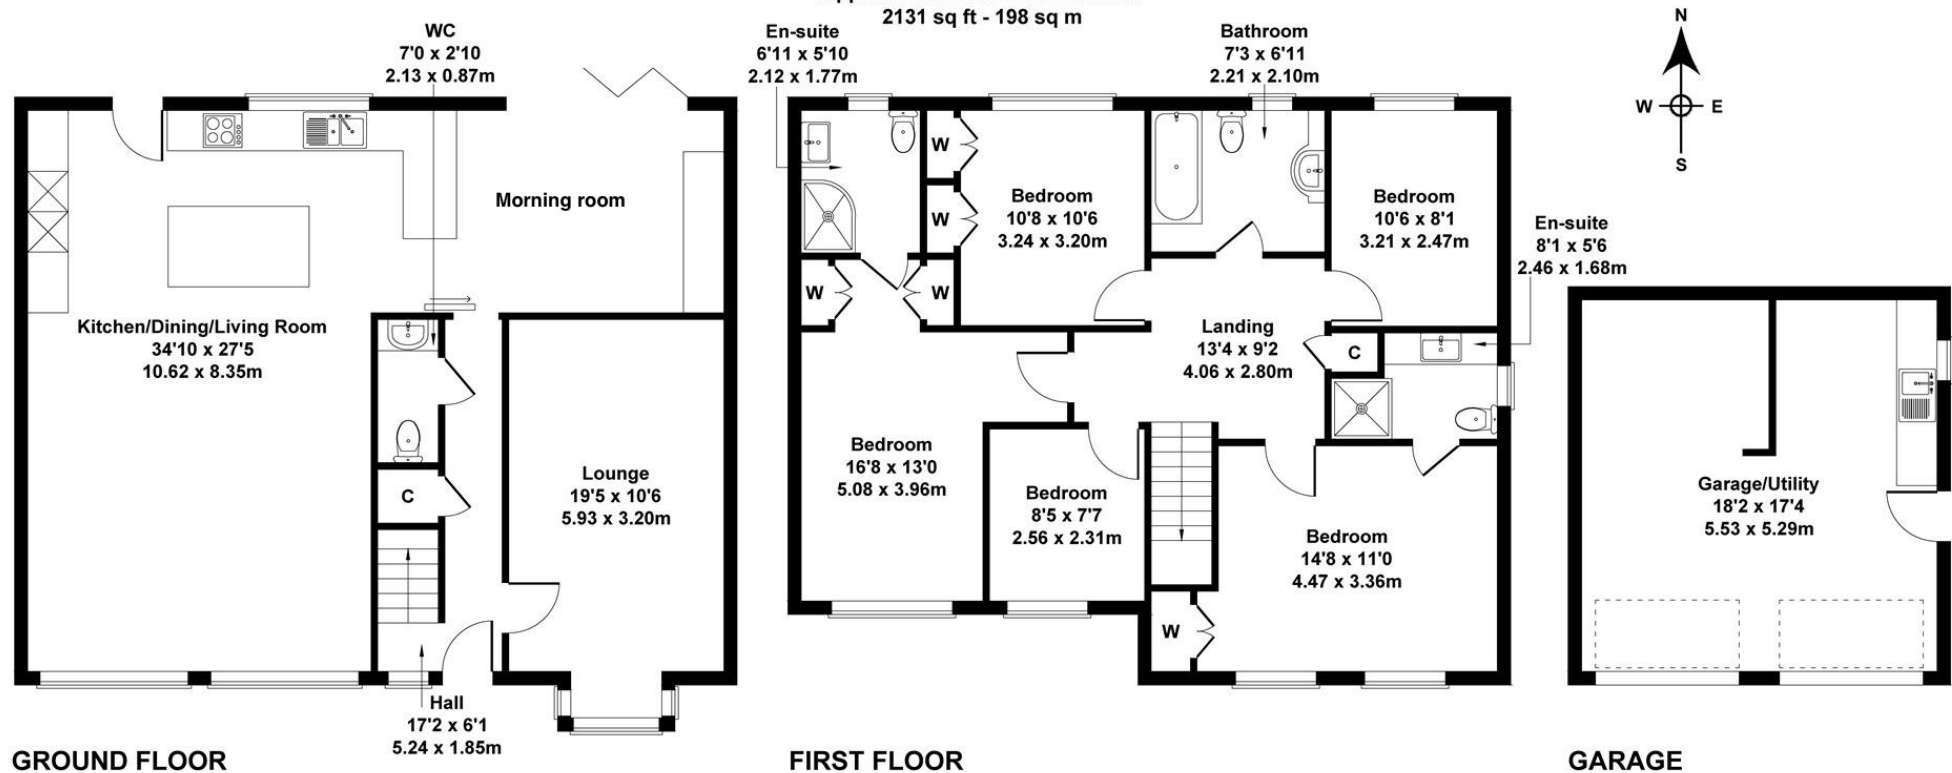 2131 sq ft - 198 sq m
WC
7'0 x 2'10
2.13 x 0.87m
Morning room
Kitchen/Dining/Living Room
34'10 x 27'5
10.62 x 8.35m
C
Lounge
19'5 x 10'6
5.93 x 3.20m
Hall
17'2 x 6'1
5.24 x 1.85m
GROUND FLOOR
En-suite
6'11 x 5'10
2.12 x 1.77m
Bathroom
7'3 x 6'11
2.21 x 2.10m
W
W
Bedroom
10'8 x 10'6
3.24 x 3.20m
Bedroom
10'6 x 8'1
3.21 x 2.47m
En-suite
8'1 x 5'6
2.46 x 1.68m
W
W
Landing
13'4 x 9'2
4.06 x 2.80m
C
Bedroom
16'8 x 13'0
5.08 x 3.96m
Bedroom
8'5 x 7'7
2.56 x 2.31m
Bedroom
14'8 x 11'0
4.47 x 3.36m
W
FIRST FLOOR
N
W E
S
Garage/Utility
18'2 x 17'4
5.53 x 5.29m
GARAGE